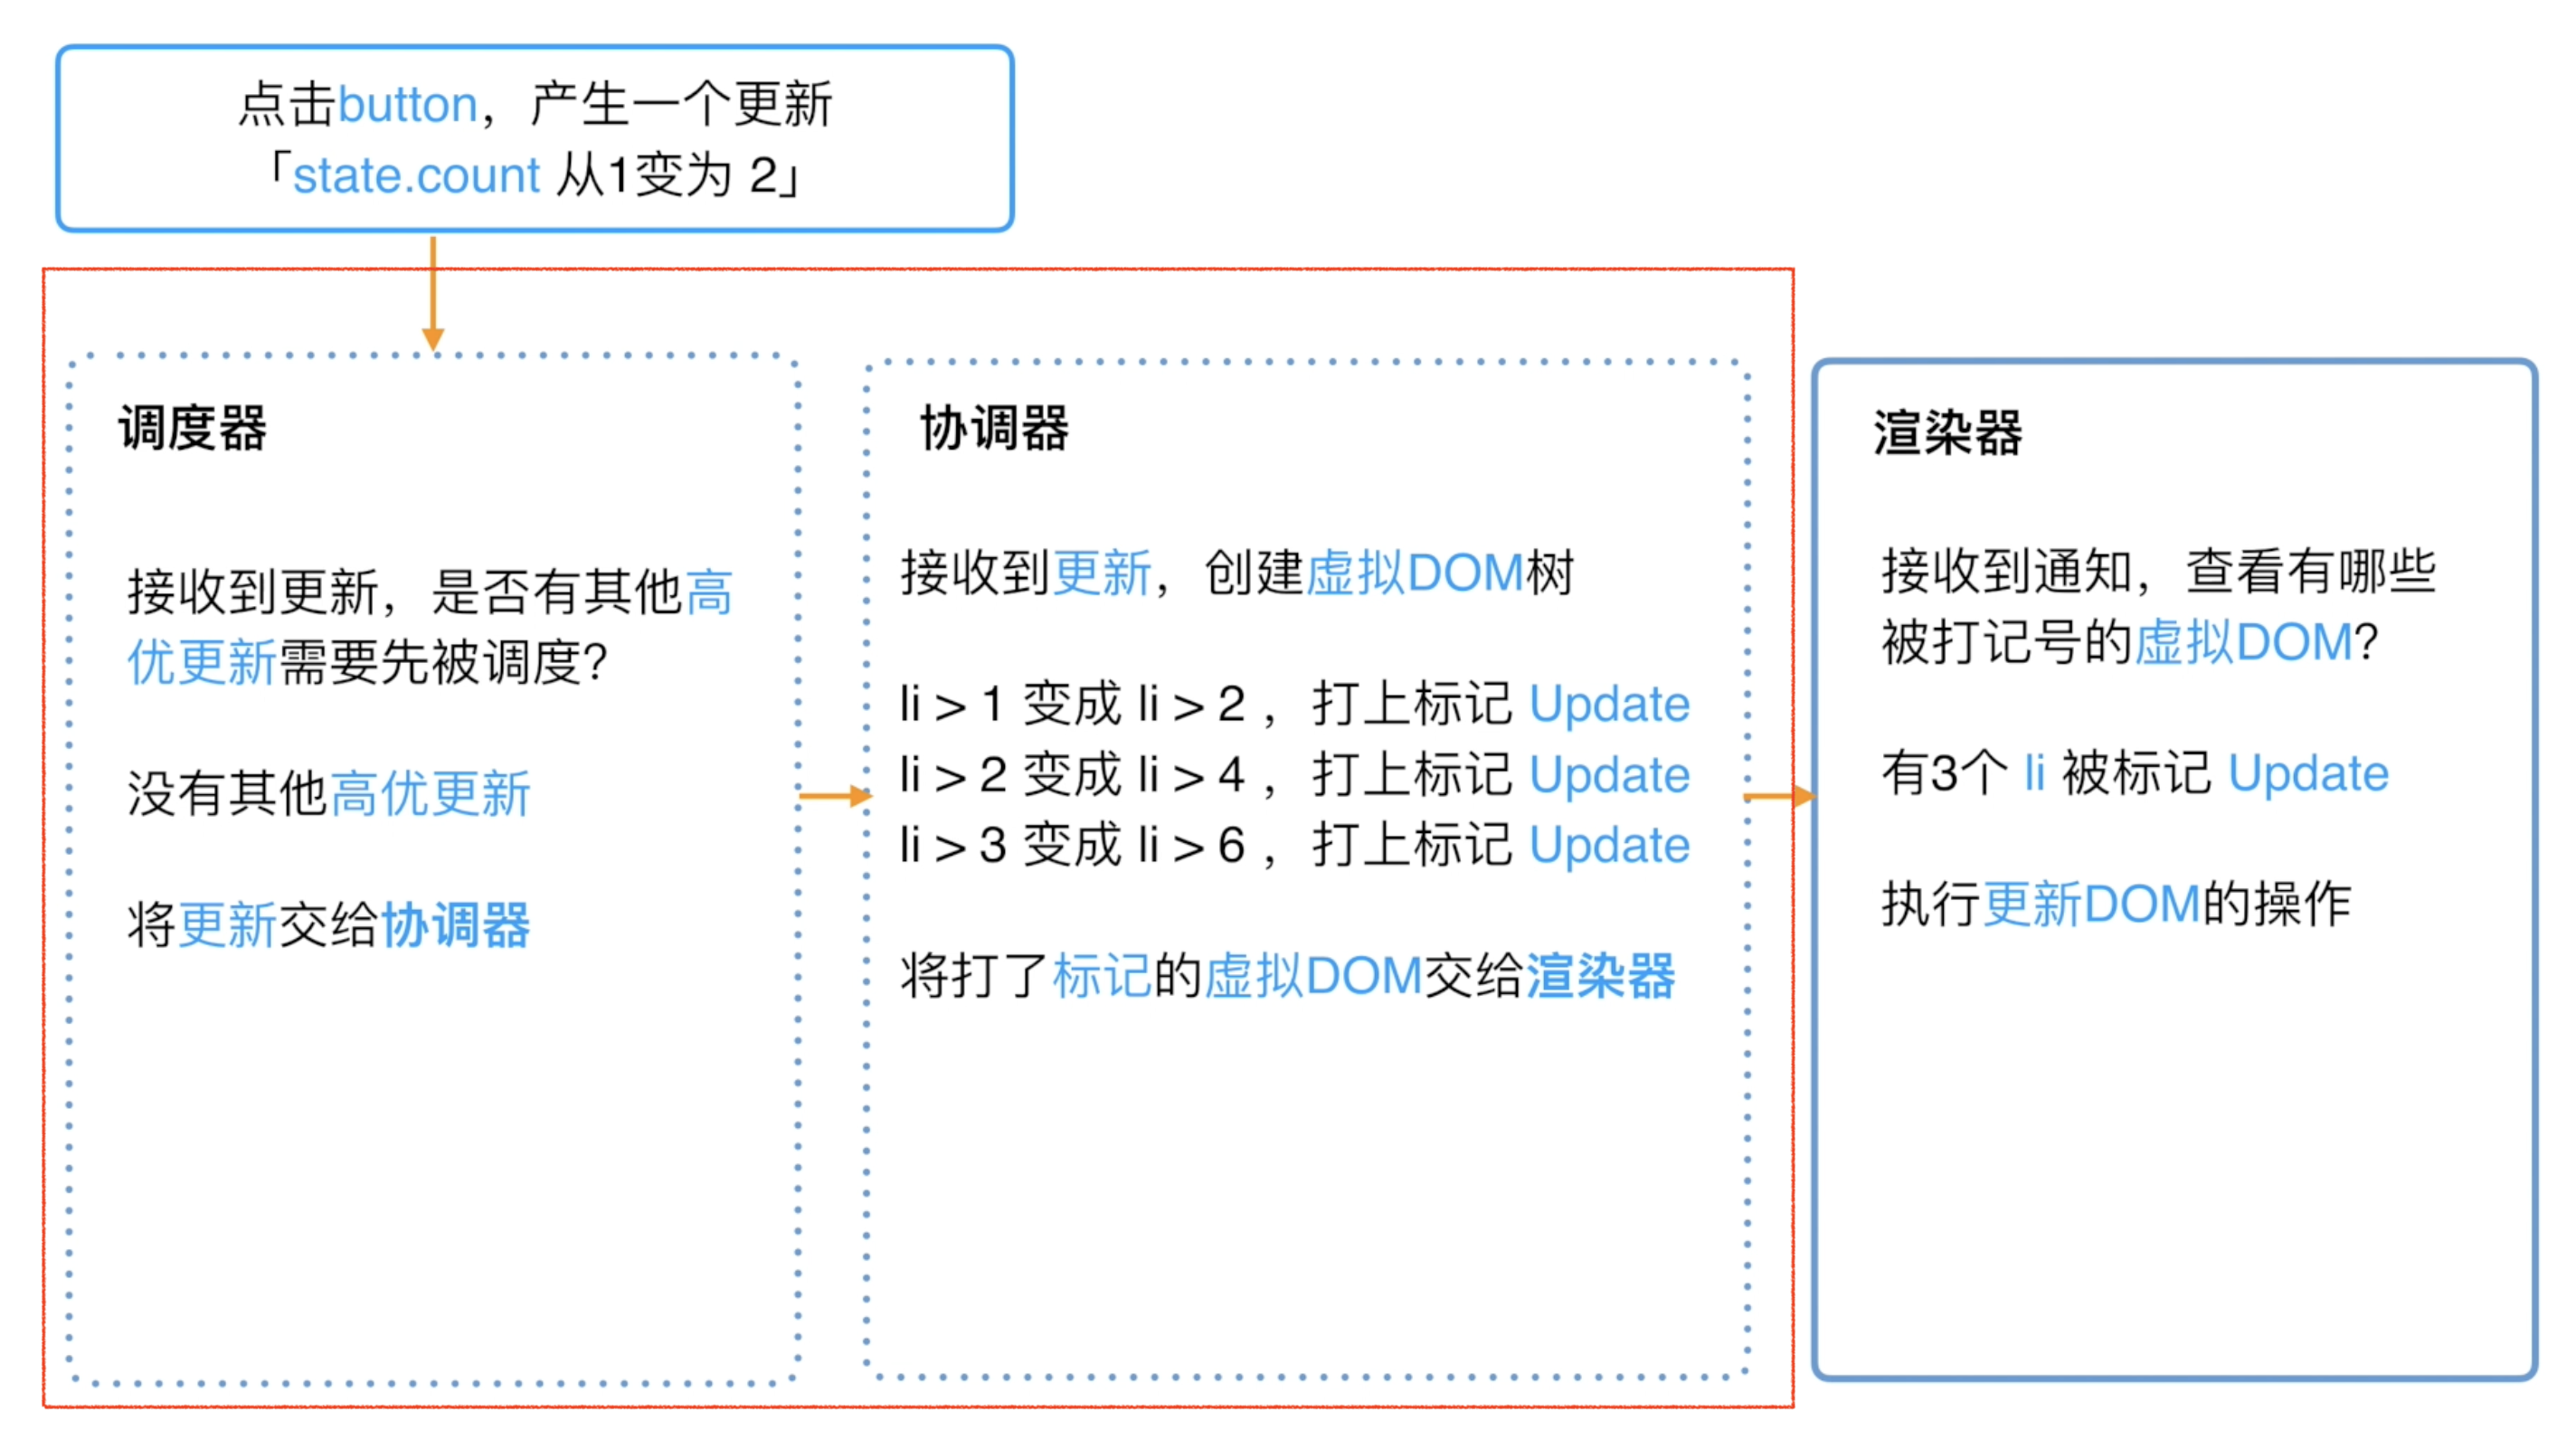 点击button，产生一个更新
「state.count 从1变为 2」
调度器
接收到更新，是否有其他高
优更新需要先被调度？
没有其他高优更新
将更新交给协调器
协调器
接收到更新，创建虚拟DOM树
li > 1 变成 li > 2 ，打上标记 Update
li > 2 变成 li > 4 ，打上标记 Update
li > 3 变成 li > 6 ，打上标记 Update
将打了标记的虚拟DOM交给渲染器
渲染器
接收到通知，查看有哪些
被打记号的虚拟DOM？
有3个 li 被标记 Update
执行更新DOM的操作